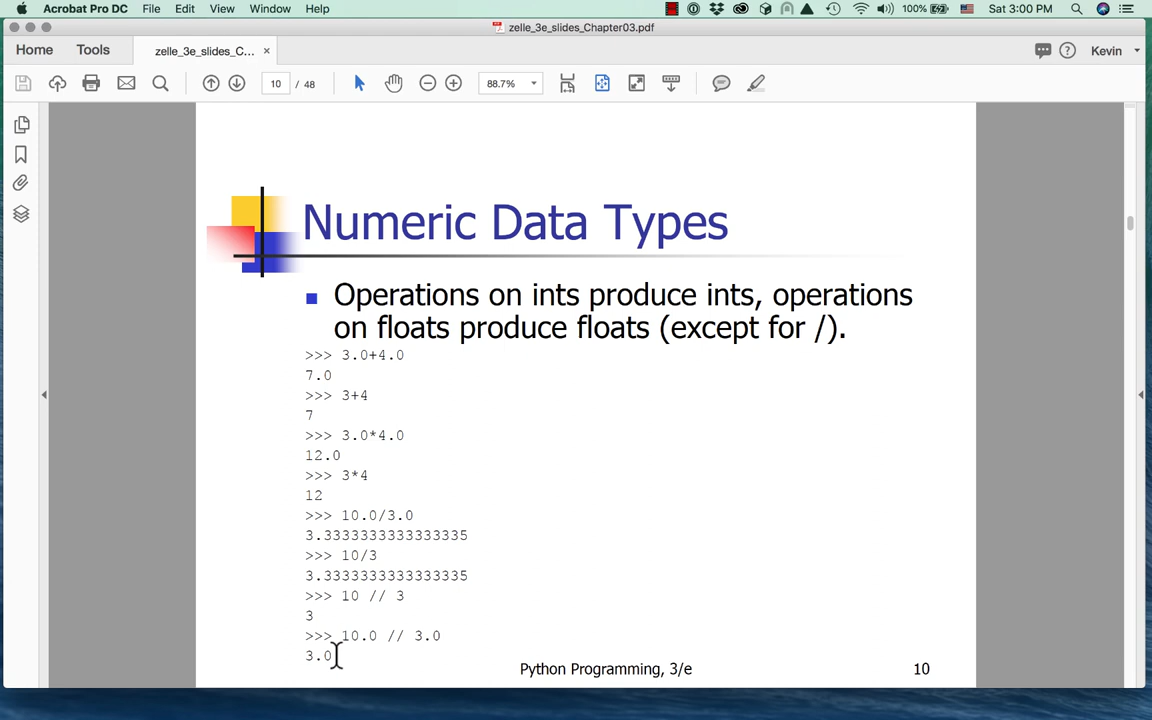 Acrobat Pro DC File Edit View Window Help 100% Sat 3:00 PM
zelle_3e_slides_Chapter03.pdf
Home Tools zelle_3e_slides_C... × Kevin
10 / 48 88.7%
Numeric Data Types
Operations on ints produce ints, operations
on floats produce floats (except for /).
>>> 3.0+4.0
7.0
>>> 3+4
7
>>> 3.0*4.0
12.0
>>> 3*4
12
>>> 10.0/3.0
3.3333333333333335
>>> 10/3
3.3333333333333335
>>> 10 // 3
3
>>> 10.0 // 3.0
3.0
Python Programming, 3/e 10